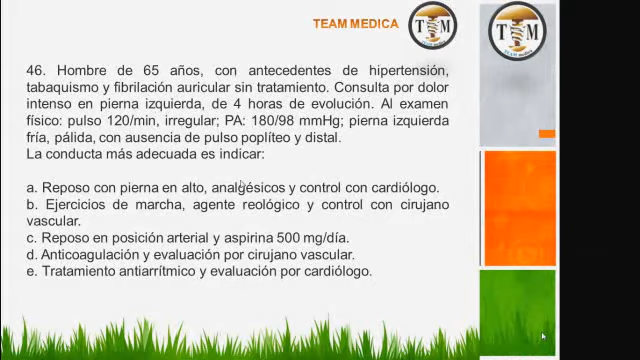 TEAM MEDICA
T M
T M
TEAM medica
46. Hombre de 65 años, con antecedentes de hipertensión,
tabaquismo y fibrilación auricular sin tratamiento. Consulta por dolor
intenso en pierna izquierda, de 4 horas de evolución. Al examen
físico: pulso 120/min, irregular; PA: 180/98 mmHg; pierna izquierda
fría, pálida, con ausencia de pulso poplíteo y distal.
La conducta más adecuada es indicar:
a. Reposo con pierna en alto, analgésicos y control con cardiólogo.
b. Ejercicios de marcha, agente reológico y control con cirujano
vascular.
c. Reposo en posición arterial y aspirina 500 mg/día.
d. Anticoagulación y evaluación por cirujano vascular.
e. Tratamiento antiarrítmico y evaluación por cardiólogo.